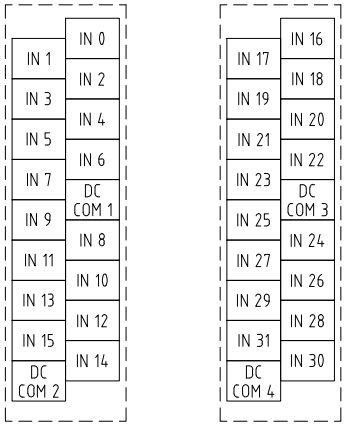 IN 0
IN 1
IN 2
IN 3
IN 4
IN 5
IN 6
IN 7
DC
COM 1
IN 9
IN 8
IN 11
IN 10
IN 13
IN 12
IN 15
IN 14
DC
COM 2
IN 16
IN 17
IN 18
IN 19
IN 20
IN 21
IN 22
IN 23
DC
COM 3
IN 25
IN 24
IN 27
IN 26
IN 29
IN 28
IN 31
IN 30
DC
COM 4